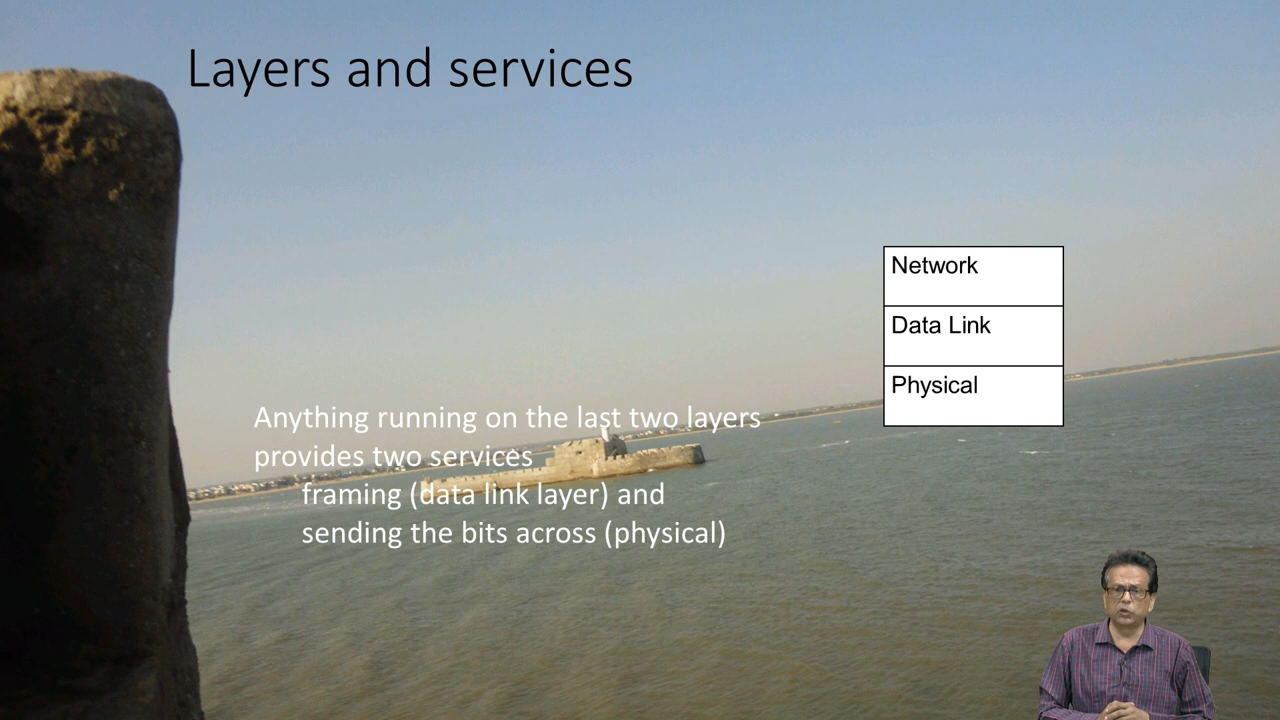 Layers and services
Network
Data Link
Physical
Anything running on the last two layers
provides two services
framing (data link layer) and
sending the bits across (physical)